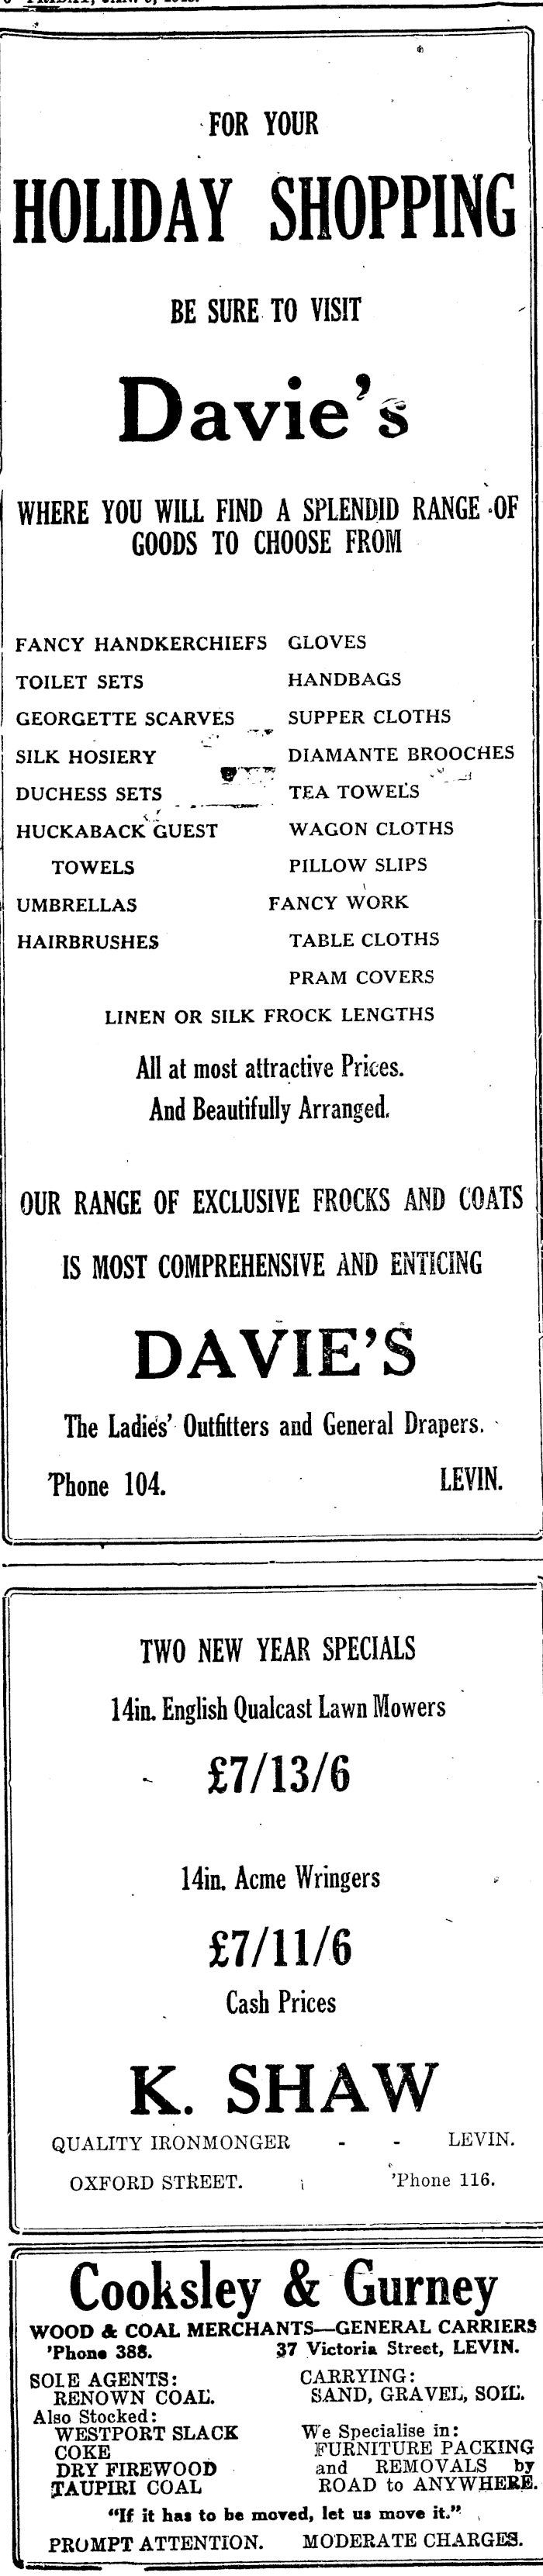 FOR YOUR
HOLIDAY SHOPPING
BE SURE TO VISIT
Davie's
WHERE YOU WILL FIND A SPLENDID RANGE OF
GOODS TO CHOOSE FROM
FANCY HANDKERCHIEFS GLOVES
TOILET SETS HANDBAGS
GEORGETTE SCARVES SUPPER CLOTHS
SILK HOSIERY DIAMANTE BROOCHES
DUCHESS SETS TEA TOWELS
HUCKABACK GUEST WAGON CLOTHS
TOWELS PILLOW SLIPS
UMBRELLAS FANCY WORK
HAIRBRUSHES TABLE CLOTHS
PRAM COVERS
LINEN OR SILK FROCK LENGTHS
All at most attractive Prices.
And Beautifully Arranged.
OUR RANGE OF EXCLUSIVE FROCKS AND COATS
IS MOST COMPREHENSIVE AND ENTICING
DAVIE'S
The Ladies' Outfitters and General Drapers.
'Phone 104. LEVIN.
TWO NEW YEAR SPECIALS
14in. English Qualcast Lawn Mowers
£7/13/6
14in. Acme Wringers
£7/11/6
Cash Prices
K. SHAW
QUALITY IRONMONGER - - LEVIN.
OXFORD STREET. 'Phone 116.
Cooksley & Gurney
WOOD & COAL MERCHANTS—GENERAL CARRIERS
'Phone 388. 37 Victoria Street, LEVIN.
SOLE AGENTS:
RENOWN COAL.
Also Stocked:
WESTPORT SLACK
COKE
DRY FIREWOOD
TAUPIRI COAL
CARRYING:
SAND, GRAVEL, SOIL.
We Specialise in:
FURNITURE PACKING
and REMOVALS by
ROAD to ANYWHERE.
"If it has to be moved, let us move it."
PROMPT ATTENTION. MODERATE CHARGES.